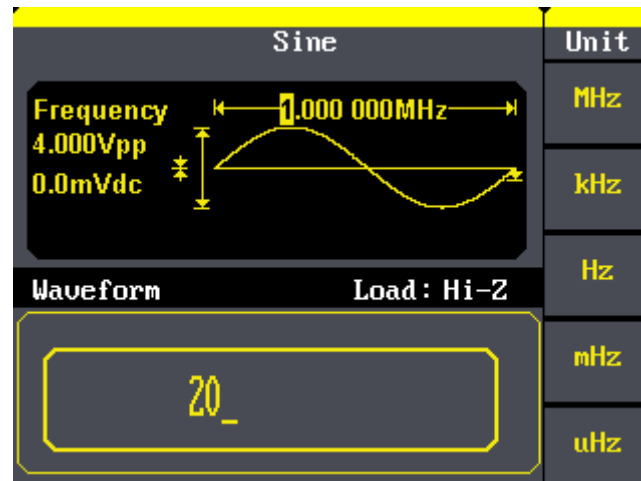 Sine
Unit
Frequency
1.000 000MHz
4.000Vpp
0.0mVdc
Waveform
Load: Hi-Z
20_
MHz
kHz
Hz
mHz
uHz